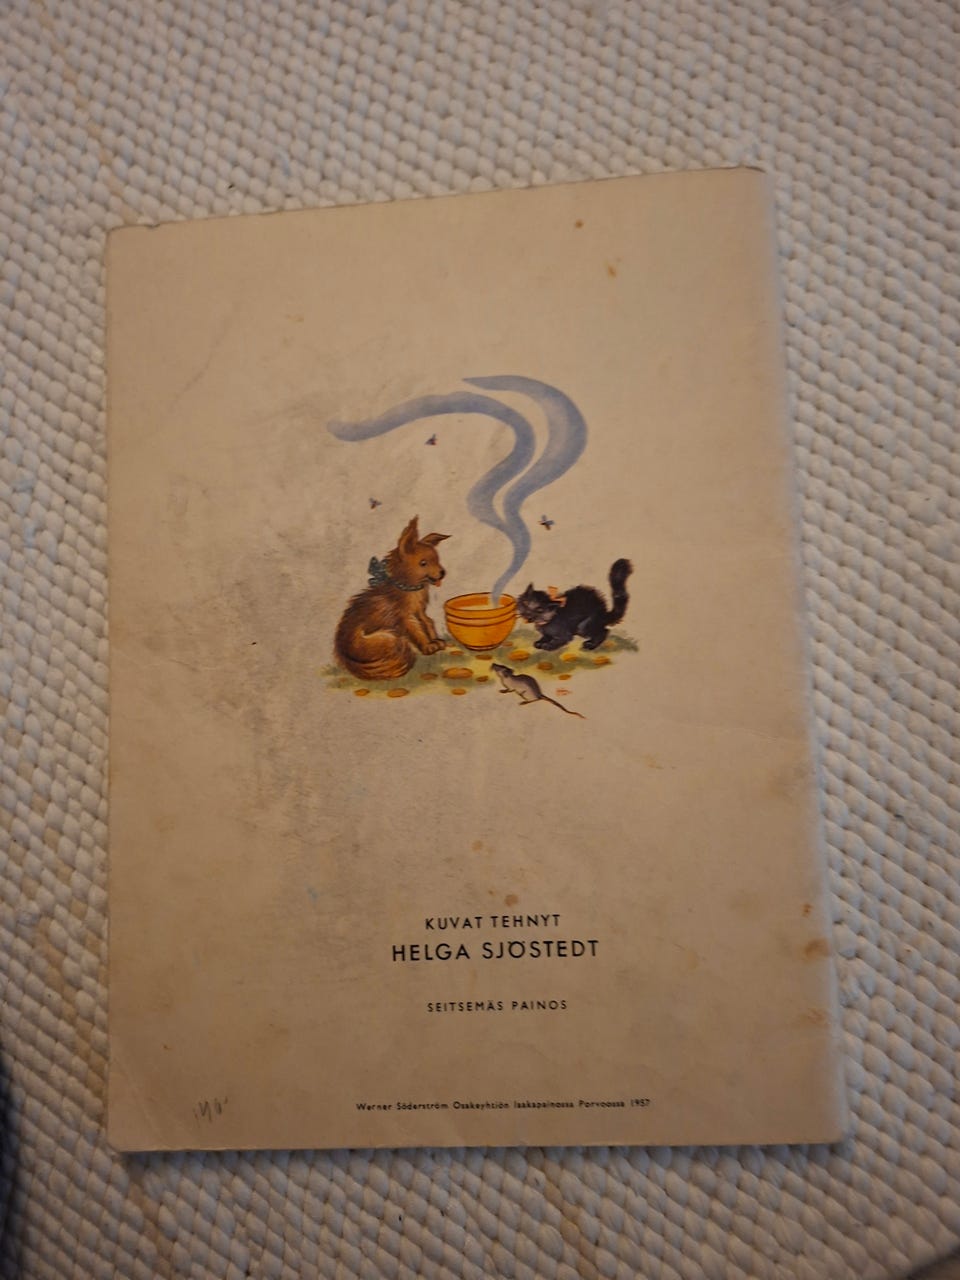 KUVAT TEHNYT
HELGA SJÖSTEDT
SEITSEMÄS PAINOS
Werner Söderström Osakeyhtiön laakapainossa Porvoossa 1957